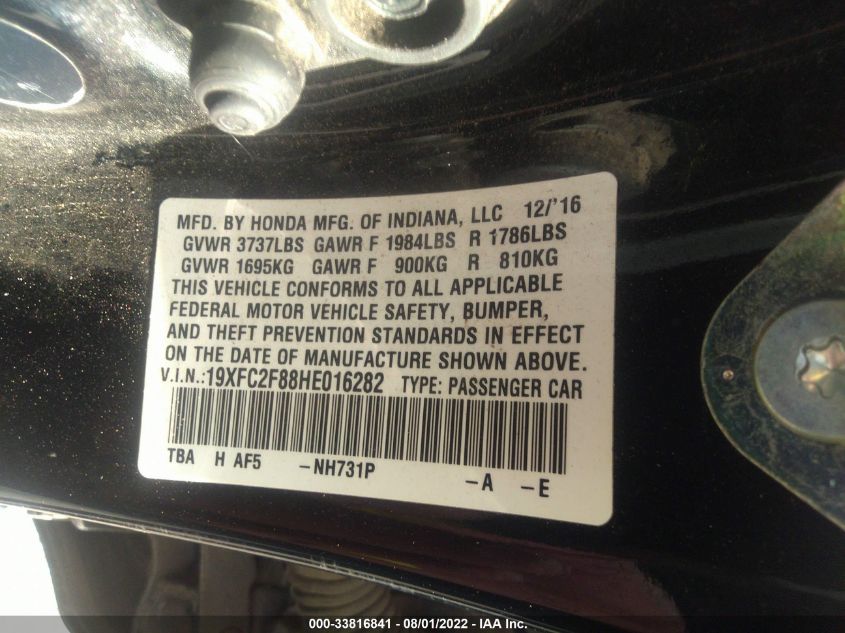 MFD. BY HONDA MFG. OF INDIANA, LLC 12/'16
GVWR 3737LBS GAWR F 1984LBS R 1786LBS
GVWR 1695KG GAWR F 900KG R 810KG
THIS VEHICLE CONFORMS TO ALL APPLICABLE
FEDERAL MOTOR VEHICLE SAFETY, BUMPER,
AND THEFT PREVENTION STANDARDS IN EFFECT
ON THE DATE OF MANUFACTURE SHOWN ABOVE.
V.I.N.:19XFC2F88HE016282 TYPE: PASSENGER CAR
TBA H AF5 -NH731P
-A -E
000-33816841 - 08/01/2022 - IAA Inc.